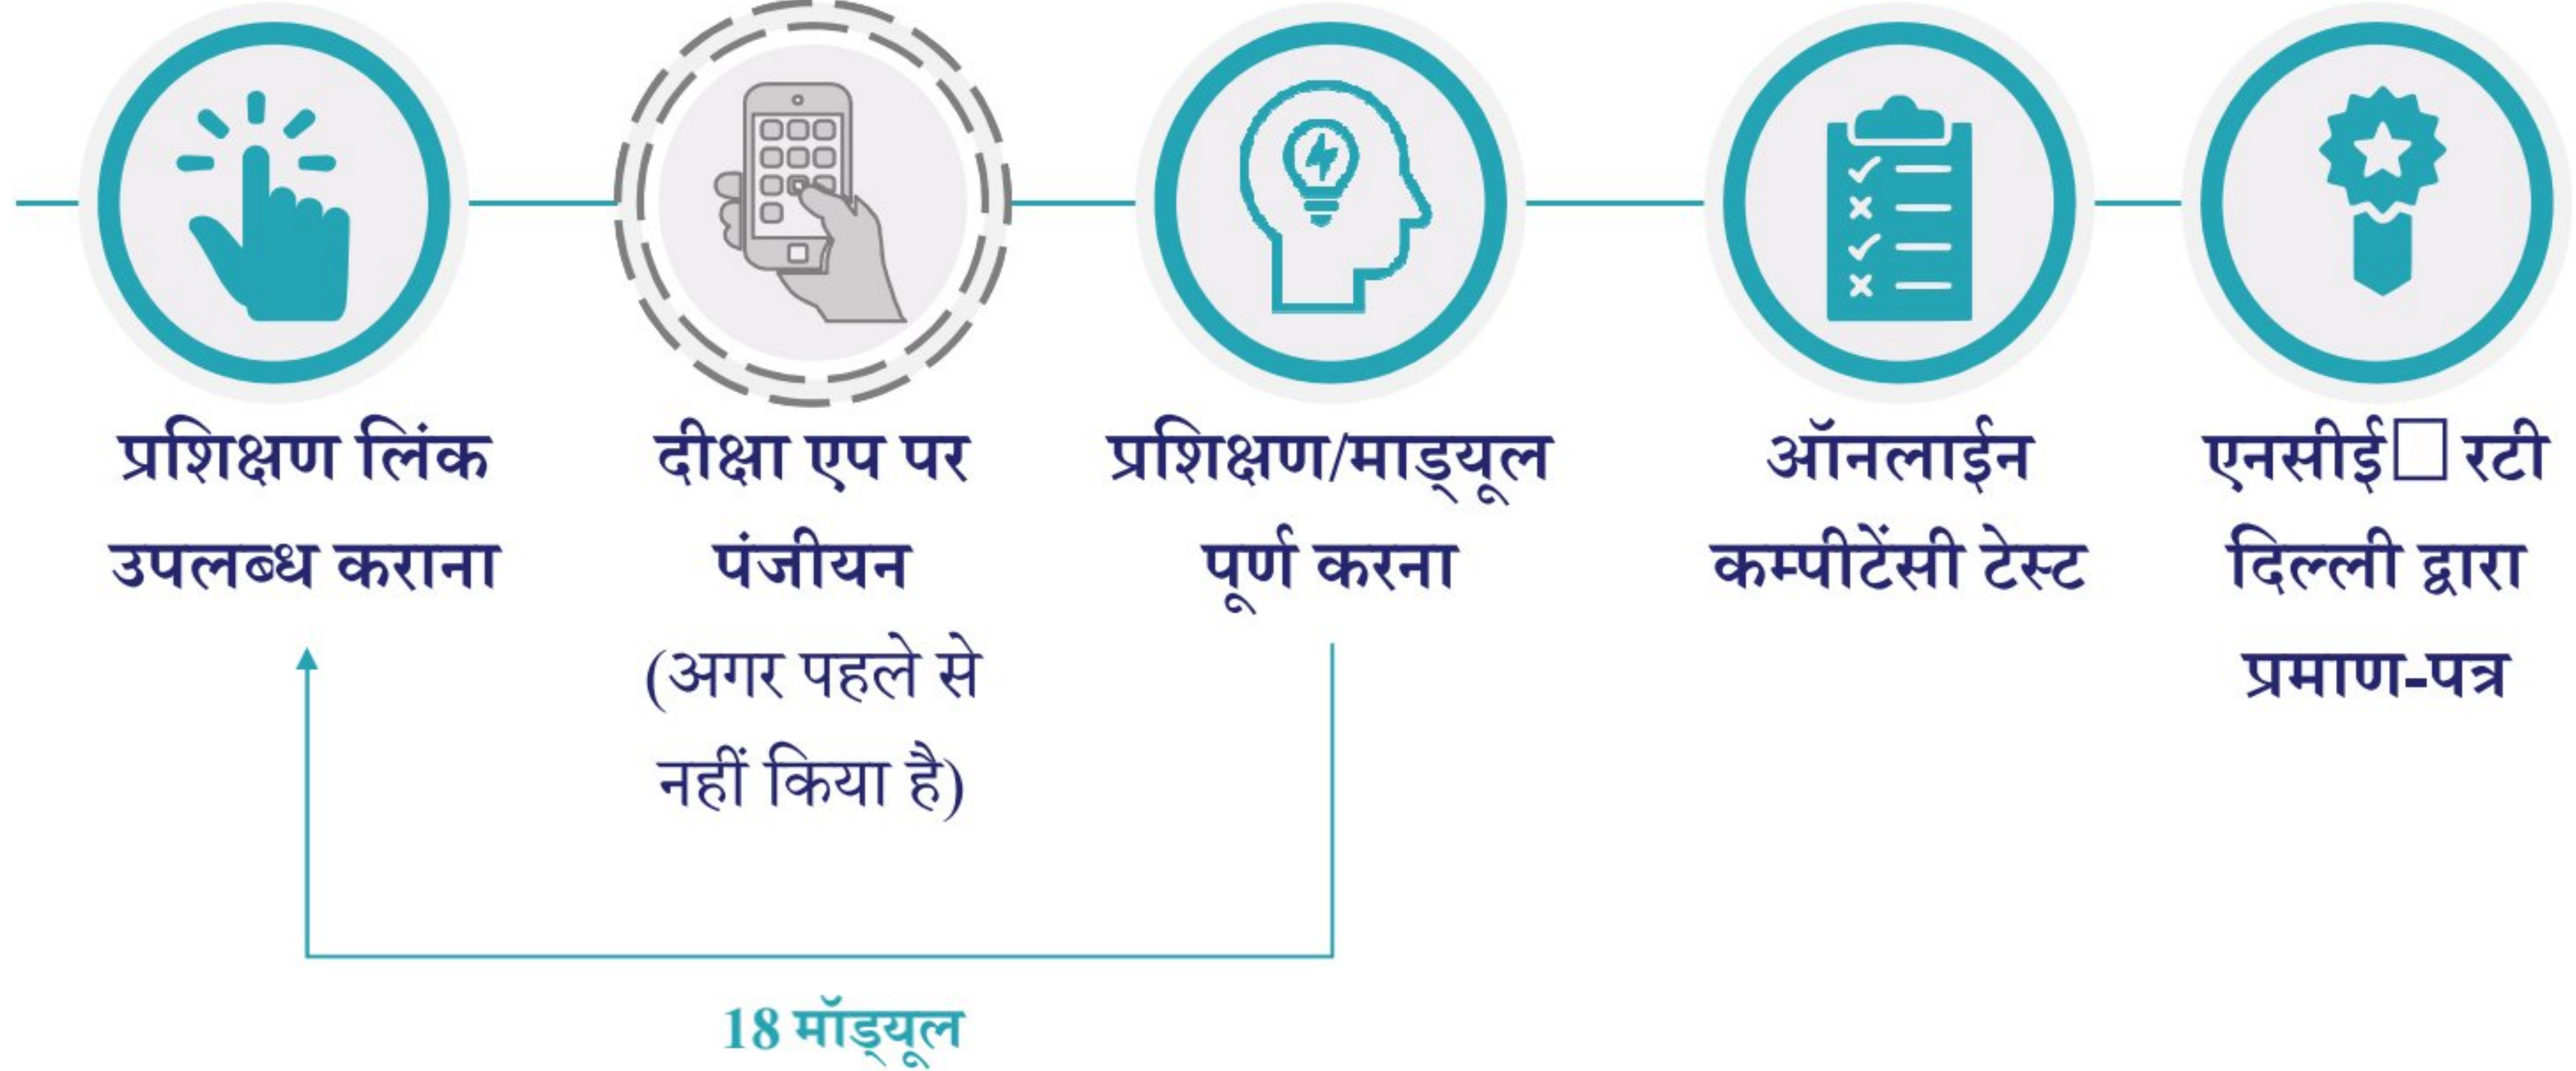 प्रशिक्षण लिंक
उपलब्ध कराना
दीक्षा एप पर
पंजीयन
(अगर पहले से
नहीं किया है)
प्रशिक्षण/माड्यूल
पूर्ण करना
ऑनलाईन
कम्पीटेंसी टेस्ट
एनसीई□रटी
दिल्ली द्वारा
प्रमाण-पत्र
18 मॉड्यूल